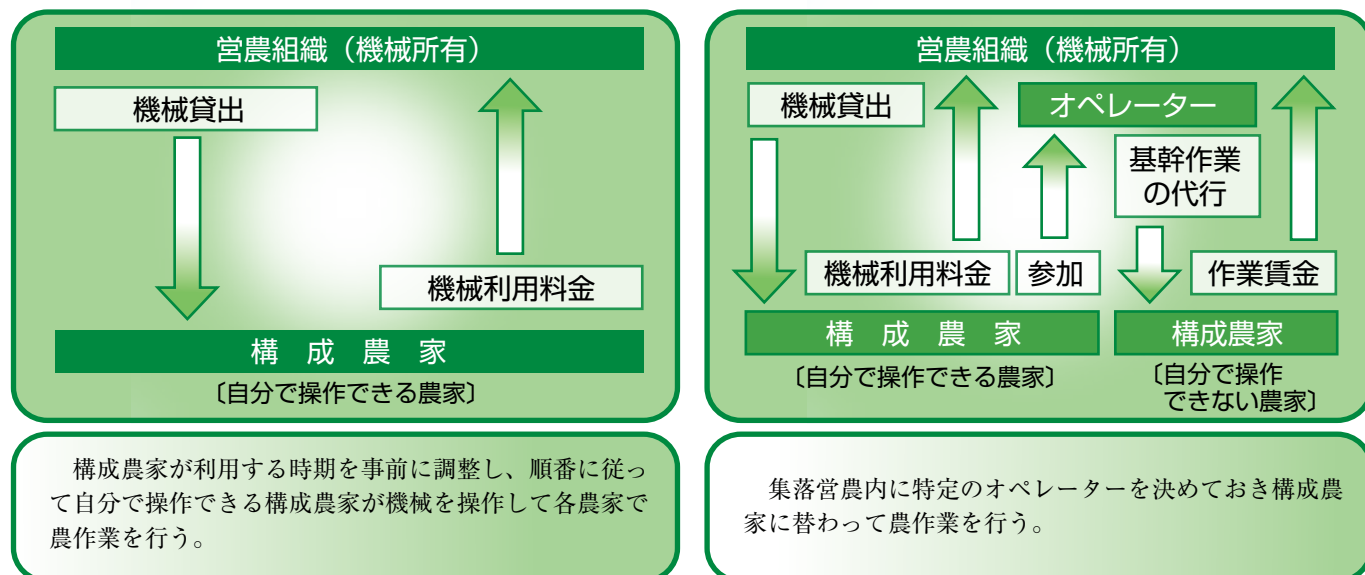 営農組織（機械所有）
機械貸出
機械利用料金
構　成　農　家
〔自分で操作できる農家〕
　構成農家が利用する時期を事前に調整し、順番に従っ
て自分で操作できる構成農家が機械を操作して各農家で
農作業を行う。
営農組織（機械所有）
機械貸出
オペレーター
基幹作業
の代行
機械利用料金
参加
作業賃金
構　成　農　家
〔自分で操作できる農家〕
構成農家
〔自分で操作
できない農家〕
　集落営農内に特定のオペレーターを決めておき構成農
家に替わって農作業を行う。